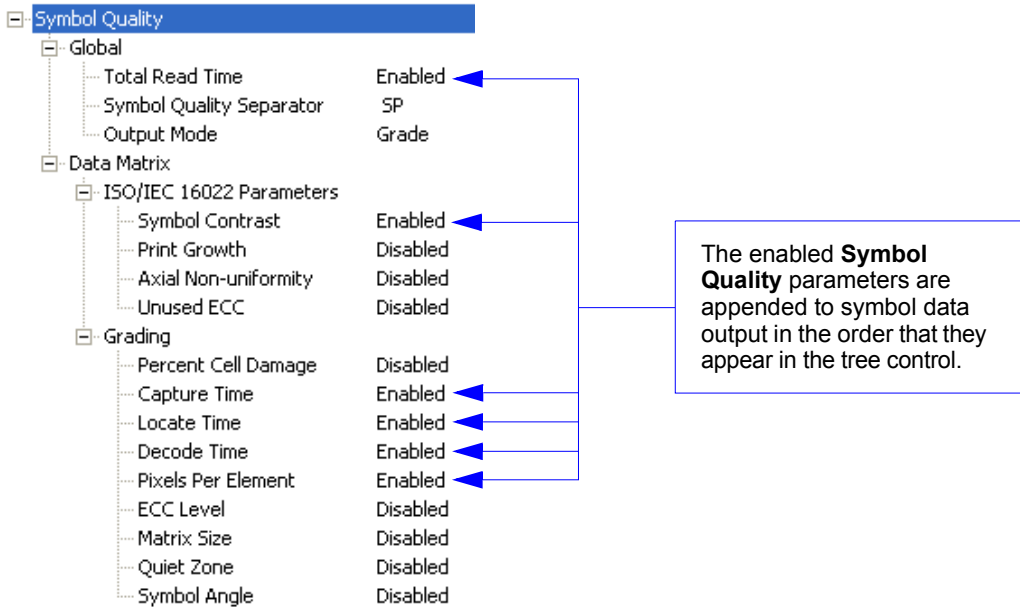 Symbol Quality
Global
Total Read Time Enabled
Symbol Quality Separator SP
Output Mode Grade
Data Matrix
ISO/IEC 16022 Parameters
Symbol Contrast Enabled
Print Growth Disabled
Axial Non-uniformity Disabled
Unused ECC Disabled
Grading
Percent Cell Damage Disabled
Capture Time Enabled
Locate Time Enabled
Decode Time Enabled
Pixels Per Element Enabled
ECC Level Disabled
Matrix Size Disabled
Quiet Zone Disabled
Symbol Angle Disabled
The enabled Symbol
Quality parameters are
appended to symbol data
output in the order that they
appear in the tree control.